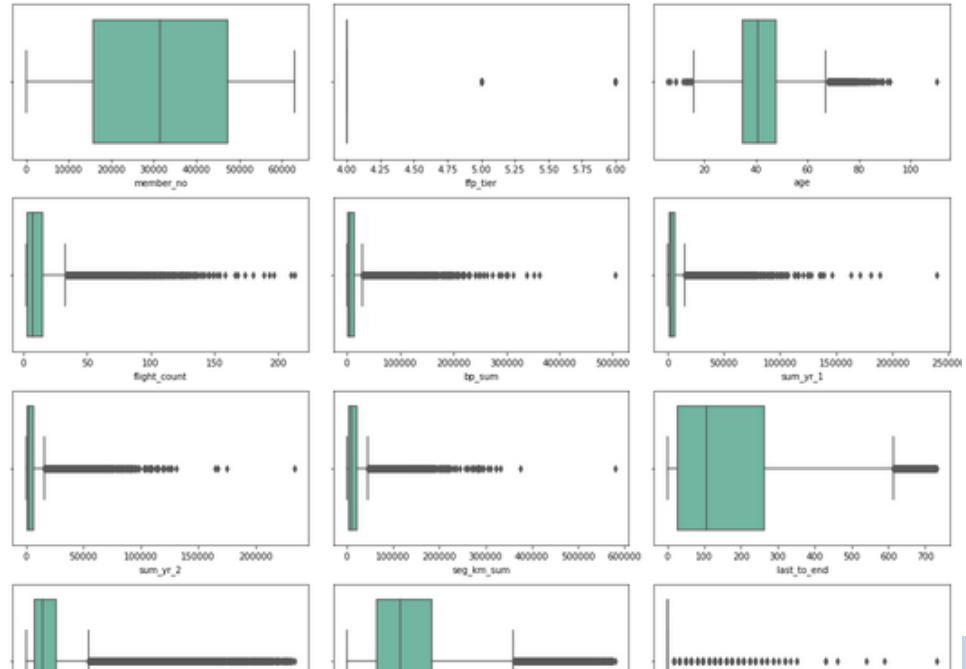 0 10000 20000 30000 40000 50000 60000
member_no
4.00 4.25 4.50 4.75 5.00 5.25 5.50 5.75 6.00
ffp_tier
20 40 60 80 100
age
0 50 100 150 200
flight_count
0 100000 200000 300000 400000 500000
bp_sum
0 50000 100000 150000 200000 25000
sum_yr_1
0 50000 100000 150000 200000
sum_yr_2
0 100000 200000 300000 400000 500000 600000
seg_km_sum
0 100 200 300 400 500 600 700
last_to_end